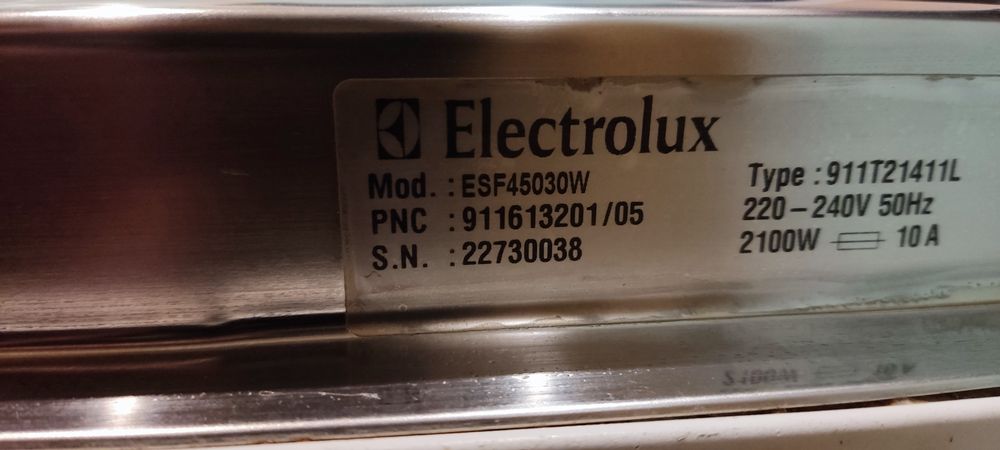 Electrolux
Mod. : ESF45030W
PNC : 911613201/05
S.N. : 22730038
Type : 911T21411L
220 – 240V 50Hz
2100W 10 A